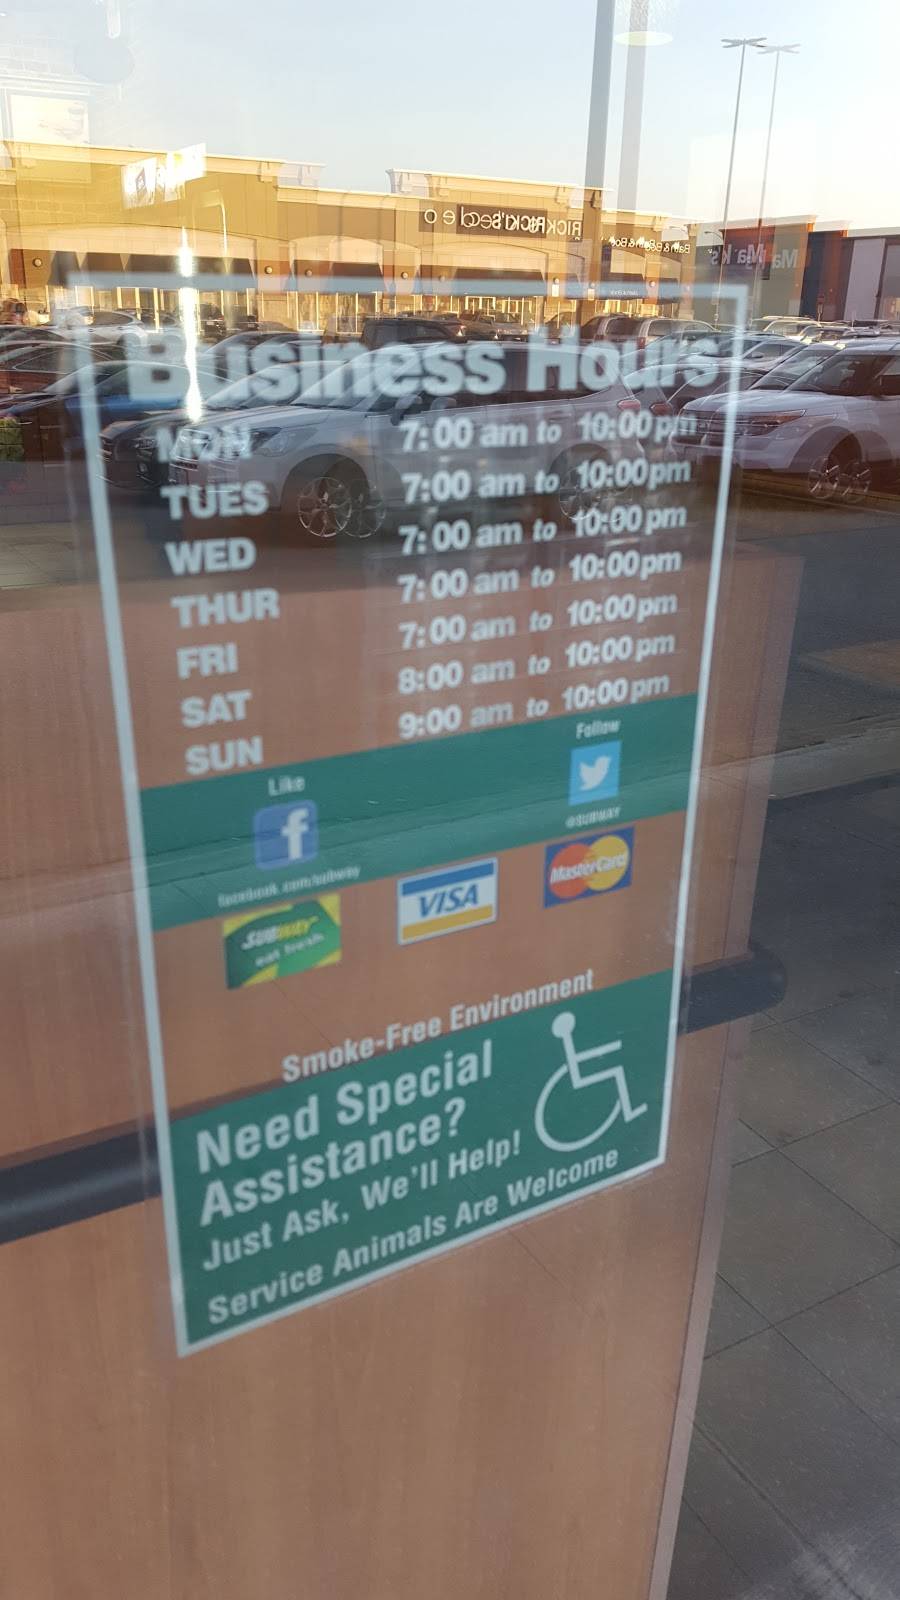 Business Hours
MON 7:00 am to 10:00 pm
TUES 7:00 am to 10:00 pm
WED 7:00 am to 10:00 pm
THUR 7:00 am to 10:00 pm
FRI 7:00 am to 10:00 pm
SAT 8:00 am to 10:00 pm
SUN 9:00 am to 10:00 pm
Like
Follow
f
facebook.com/subway
@SUBWAY
SUBWAY
eat fresh
VISA
MasterCard
Smoke-Free Environment
Need Special
Assistance?
Just Ask, We'll Help!
Service Animals Are Welcome
RICKI'S